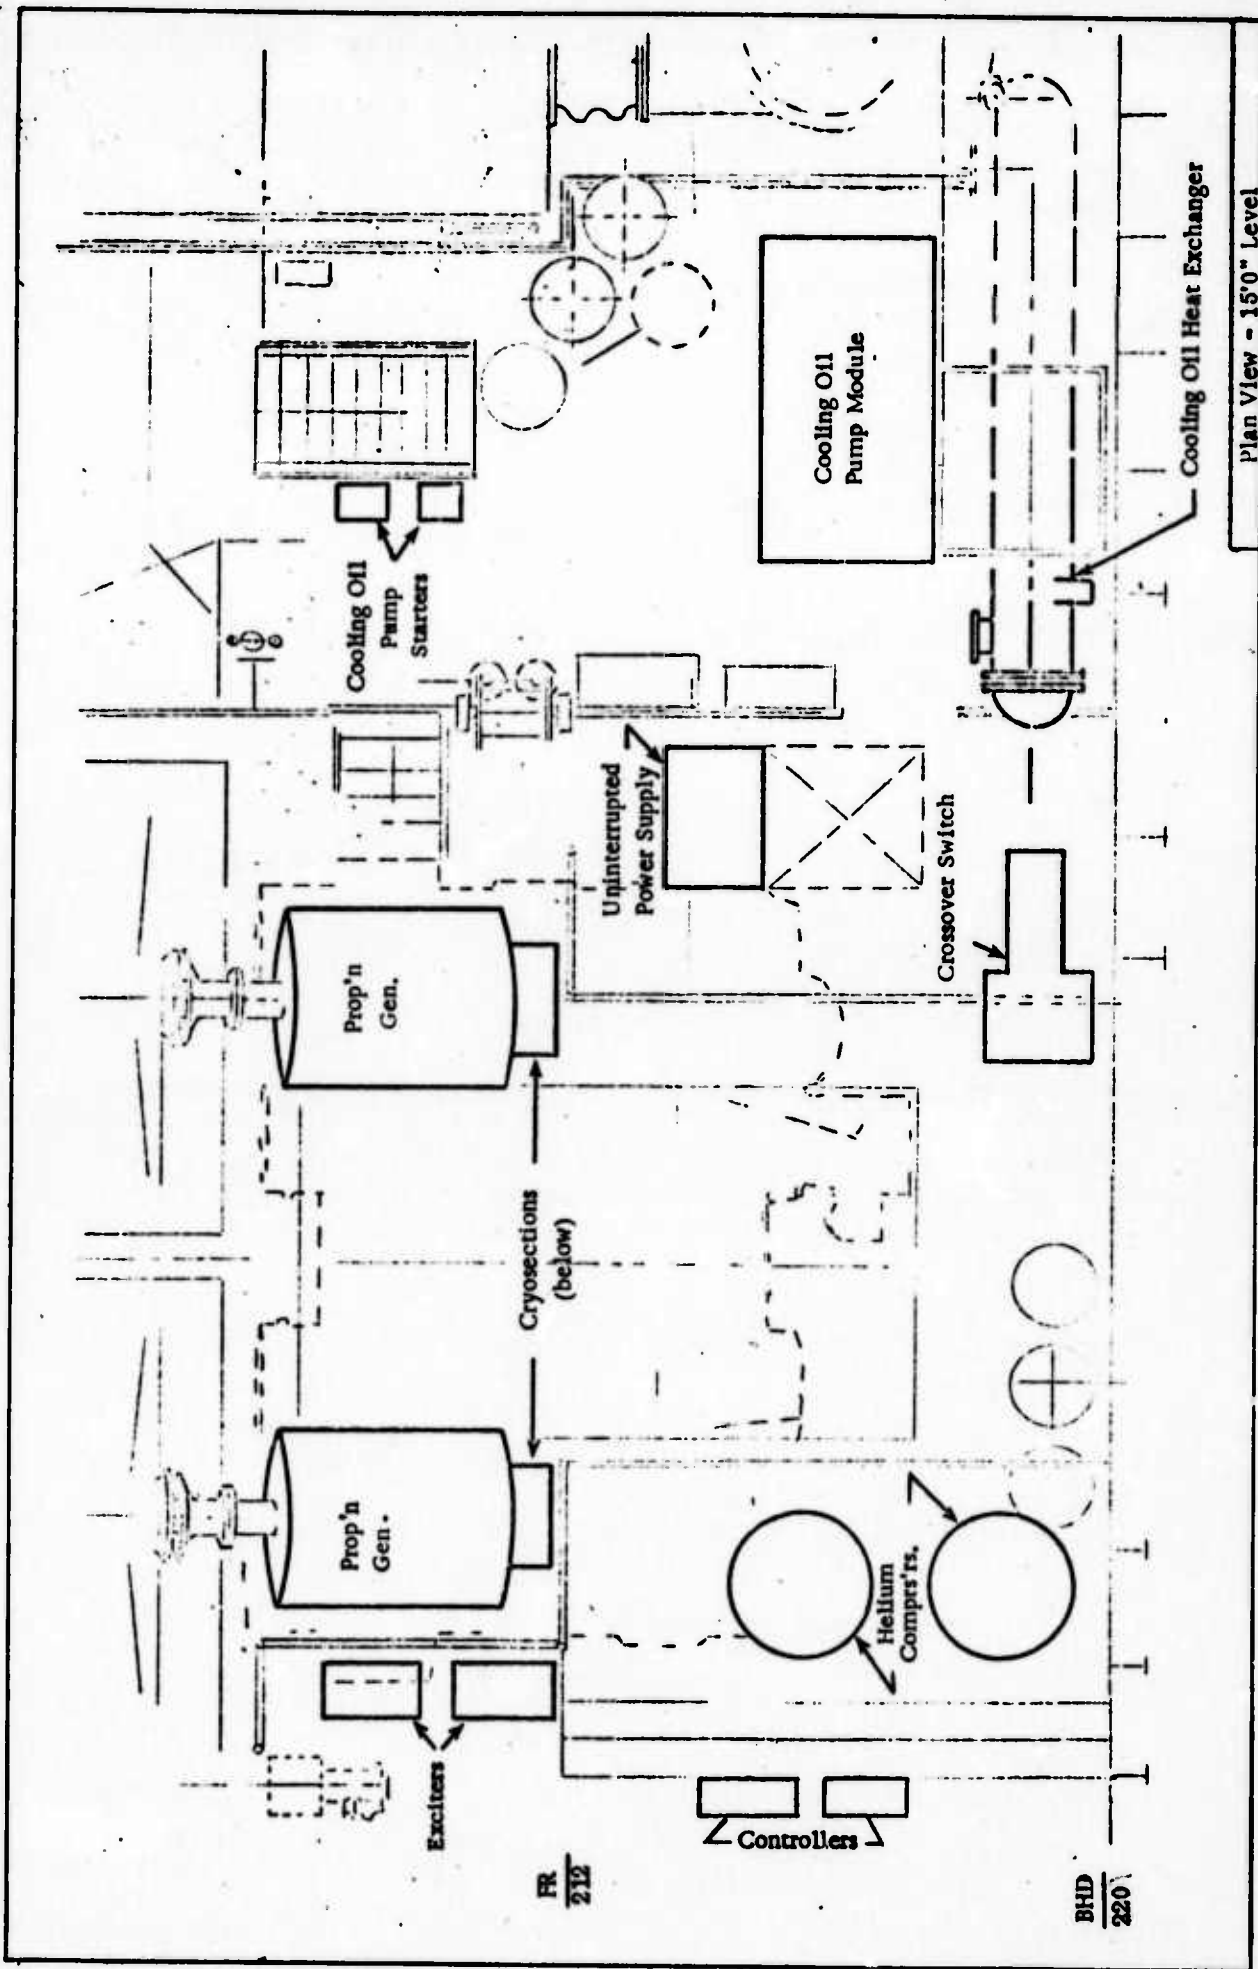 Cooling Oil
Pump
Starters
Cooling Oil
Pump Module
Cooling Oil Heat Exchanger
Plan View - 15'0" Level
Uninterrupted
Power Supply
Crossover Switch
Prop'n
Gen.
Cryosections
(below)
Prop'n
Gen.
Helium
Comprs'rs.
Exciters
Controllers
FR
212
BHD
220